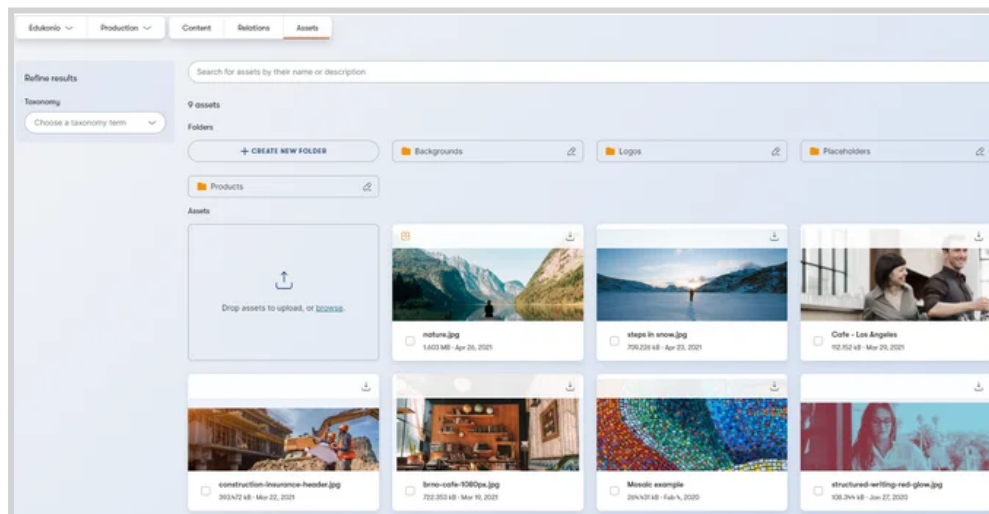 Edukonio
Production
Content
Relations
Assets
Refine results
Taxonomy
Choose a taxonomy term
Search for assets by their name or description
9 assets
Folders
+ CREATE NEW FOLDER
Backgrounds
Logos
Placeholders
Products
Assets
Drop assets to upload, or browse.
nature.jpg
1.603 MB - Apr 26, 2021
steps in snow.jpg
709.226 kB - Apr 23, 2021
Cafe - Los Angeles
112.152 kB - Mar 29, 2021
construction-insurance-header.jpg
393.472 kB - Mar 22, 2021
brno-cafe-1080px.jpg
722.353 kB - Mar 19, 2021
Mosaic example
264.431 kB - Feb 4, 2020
structured-writing-red-glow.jpg
108.344 kB - Jan 27, 2020